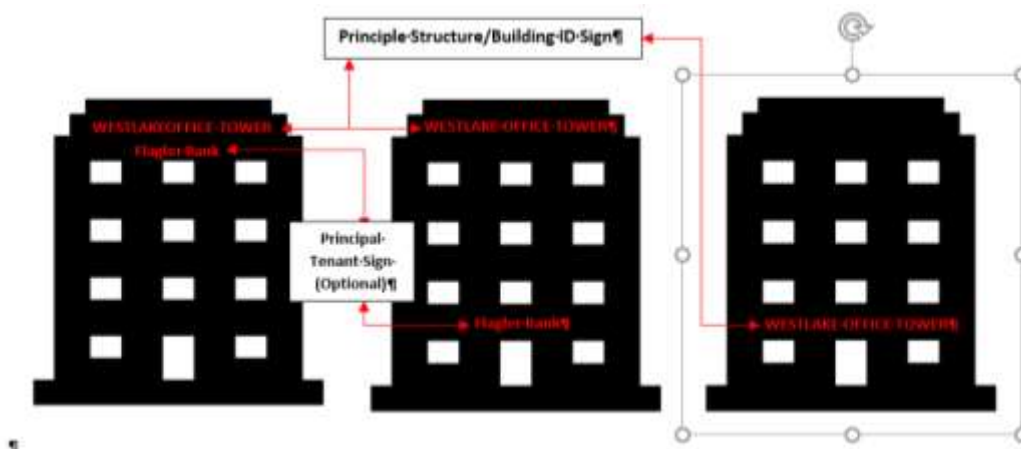 Principle·Structure/Building·ID·Sign¶
WESTLAKE·OFFICE·TOWER
WESTLAKE·OFFICE·TOWER¶
Flagler·Bank
Principal·
Tenant·Sign·
(Optional)¶
Flagler·Bank¶
WESTLAKE·OFFICE·TOWER¶
¶